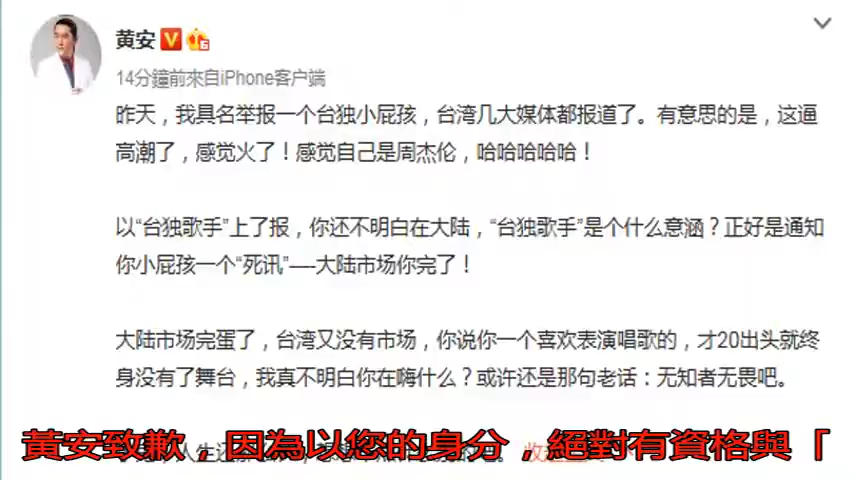 黄安
14分鐘前來自iPhone客户端
昨天，我具名举报一个台独小屁孩，台湾几大媒体都报道了。有意思的是，这逼
高潮了，感觉火了！感觉自己是周杰伦，哈哈哈哈哈！
以“台独歌手”上了报，你还不明白在大陆，“台独歌手”是个什么意涵？正好是通知
你小屁孩一个“死讯”----大陆市场你完了！
大陆市场完蛋了，台湾又没有市场，你说你一个喜欢表演唱歌的，才20出头就终
身没有了舞台，我真不明白你在嗨什么？或许还是那句老话：无知者无畏吧。
黃安致歉，因為以您的身分，絕對有資格與「